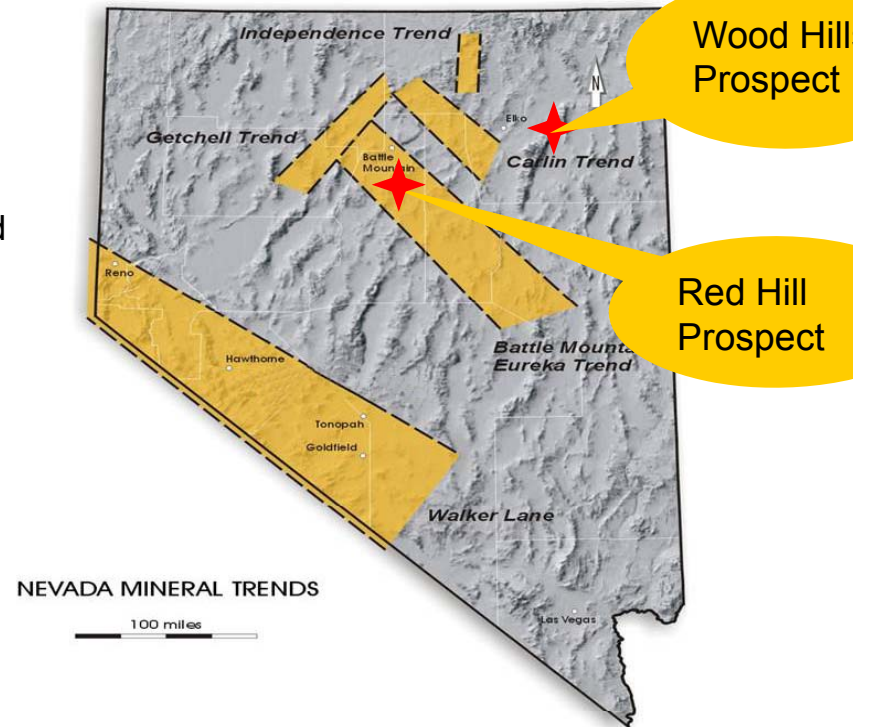 Independence Trend
Wood Hill
Prospect
N
Elko
Getchell Trend
Battle
Mountain
Carlin Trend
d
Reno
Red Hill
Prospect
Battle Mounta
Eureka Trend
Hawthorne
Tonopah
Goldfield
Walker Lane
NEVADA MINERAL TRENDS
100 miles
Las Vegas